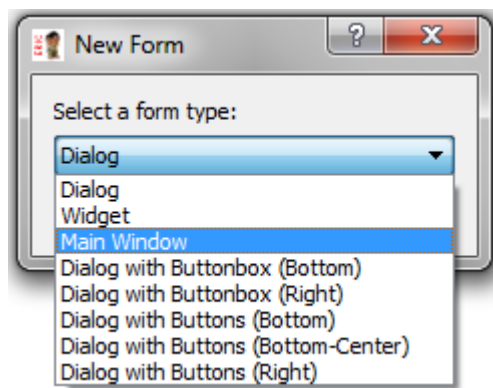 New Form
Select a form type:
Dialog
Dialog
Widget
Main Window
Dialog with Buttonbox (Bottom)
Dialog with Buttonbox (Right)
Dialog with Buttons (Bottom)
Dialog with Buttons (Bottom-Center)
Dialog with Buttons (Right)